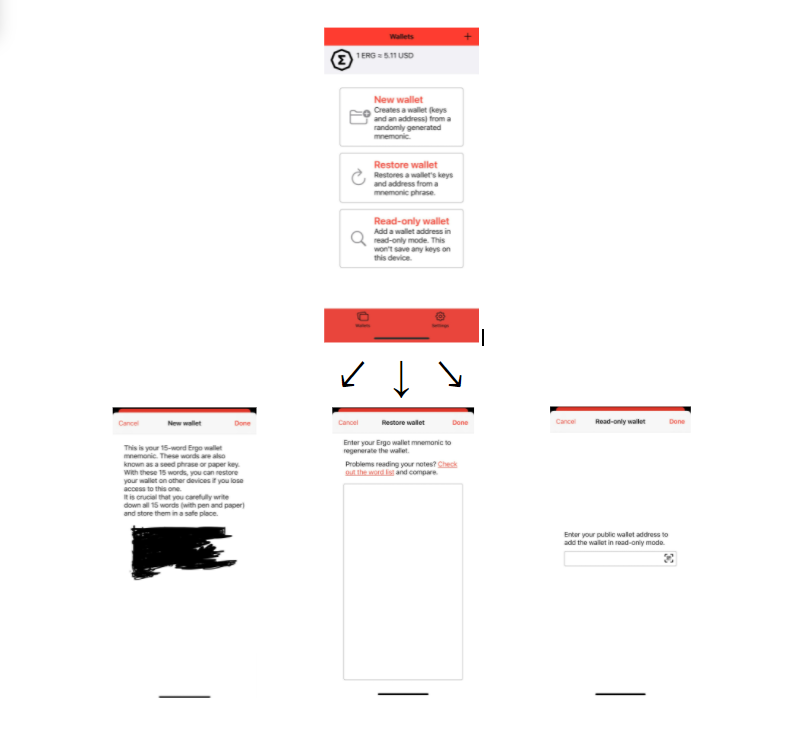 Wallets
+
Σ
1 ERG = 5.11 USD
New wallet
Creates a wallet (keys
and an address) from a
randomly generated
mnemonic.
Restore wallet
Restores a wallet's keys
and address from a
mnemonic phrase.
Read-only wallet
Add a wallet address in
read-only mode. This
won't save any keys on
this device.
Wallets
Settings
Cancel New wallet Done
This is your 15-word Ergo wallet
mnemonic. These words are also
known as a seed phrase or paper key.
With these 15 words, you can restore
your wallet on other devices if you lose
access to this one.
It is crucial that you carefully write
down all 15 words (with pen and paper)
and store them in a safe place.
Cancel Restore wallet Done
Enter your Ergo wallet mnemonic to
regenerate the wallet.
Problems reading your notes? Check
out the word list and compare.
Cancel Read-only wallet Done
Enter your public wallet address to
add the wallet in read-only mode.